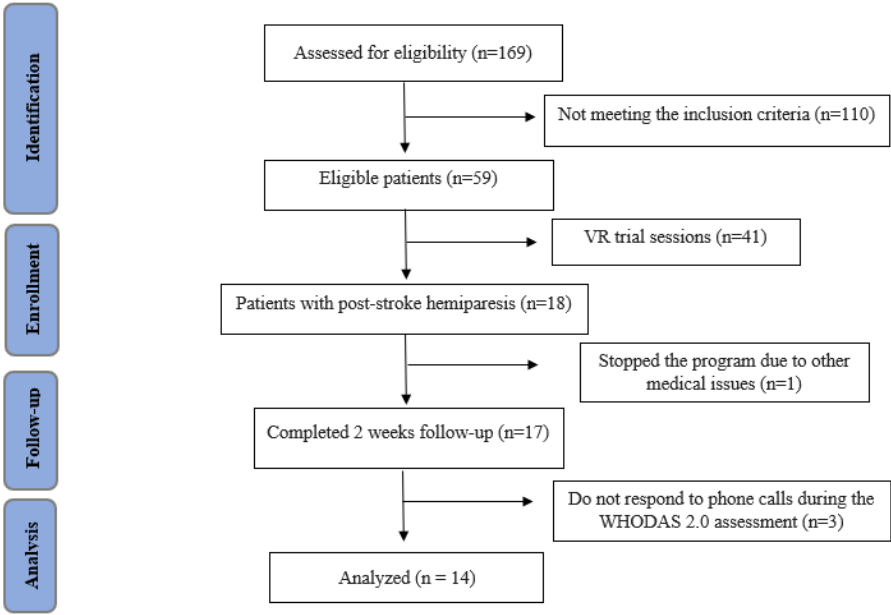 Identification
Assessed for eligibility (n=169)
Not meeting the inclusion criteria (n=110)
Eligible patients (n=59)
Enrollment
VR trial sessions (n=41)
Patients with post-stroke hemiparesis (n=18)
Stopped the program due to other
medical issues (n=1)
Follow-up
Completed 2 weeks follow-up (n=17)
Do not respond to phone calls during the
WHODAS 2.0 assessment (n=3)
Analysis
Analyzed (n = 14)